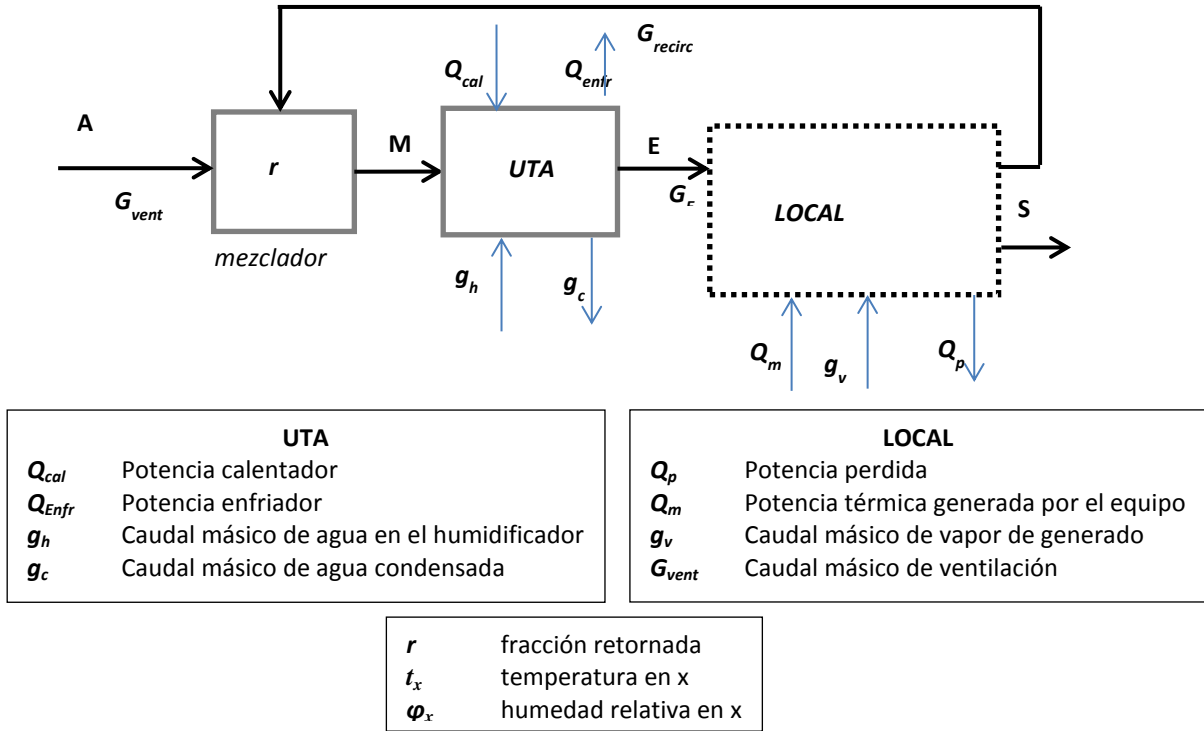 G recirc
Q cal
Q enfr
A
M
E
r
UTA
G vent
G
LOCAL
S
mezclador
g h
g c
Q m
g v
Q p
UTA
Q cal Potencia calentador
Q Enfr Potencia enfriador
g h Caudal másico de agua en el humidificador
g c Caudal másico de agua condensada
LOCAL
Q p Potencia perdida
Q m Potencia térmica generada por el equipo
g v Caudal másico de vapor de generado
G vent Caudal másico de ventilación
r fracción retornada
t x temperatura en x
φ x humedad relativa en x